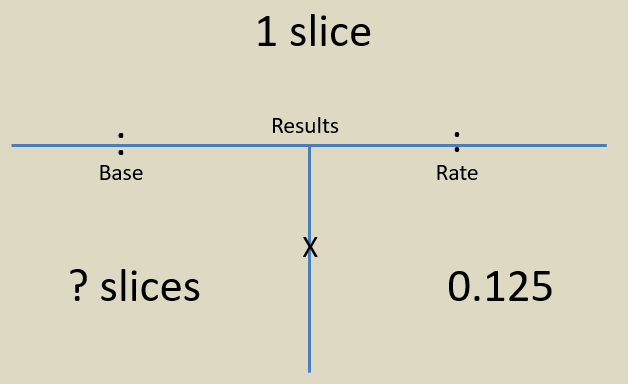 1 slice
Results
: :
Base Rate
X
? slices 0.125